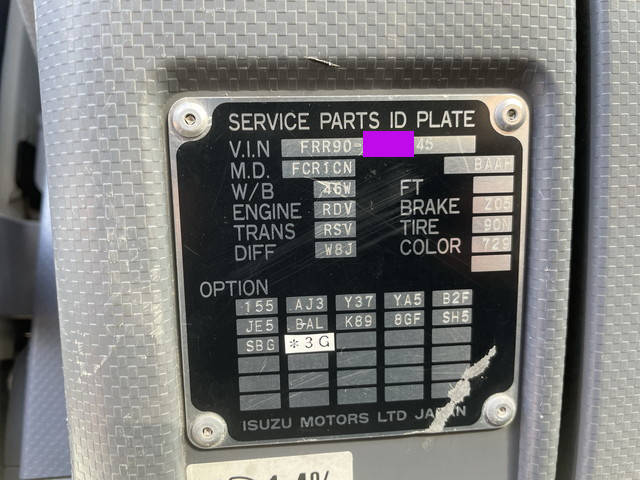 SERVICE PARTS ID PLATE
V.I.N FRR90- 45
M.D. FCR1CN BAAH
W/B 46W FT
ENGINE RDV BRAKE Z05
TRANS RSV TIRE 90N
DIFF W8J COLOR 729
OPTION
155 AJ3 Y37 YA5 B2F
JE5 BAL K89 8GF SH5
SBG *3G
ISUZU MOTORS LTD JAPAN